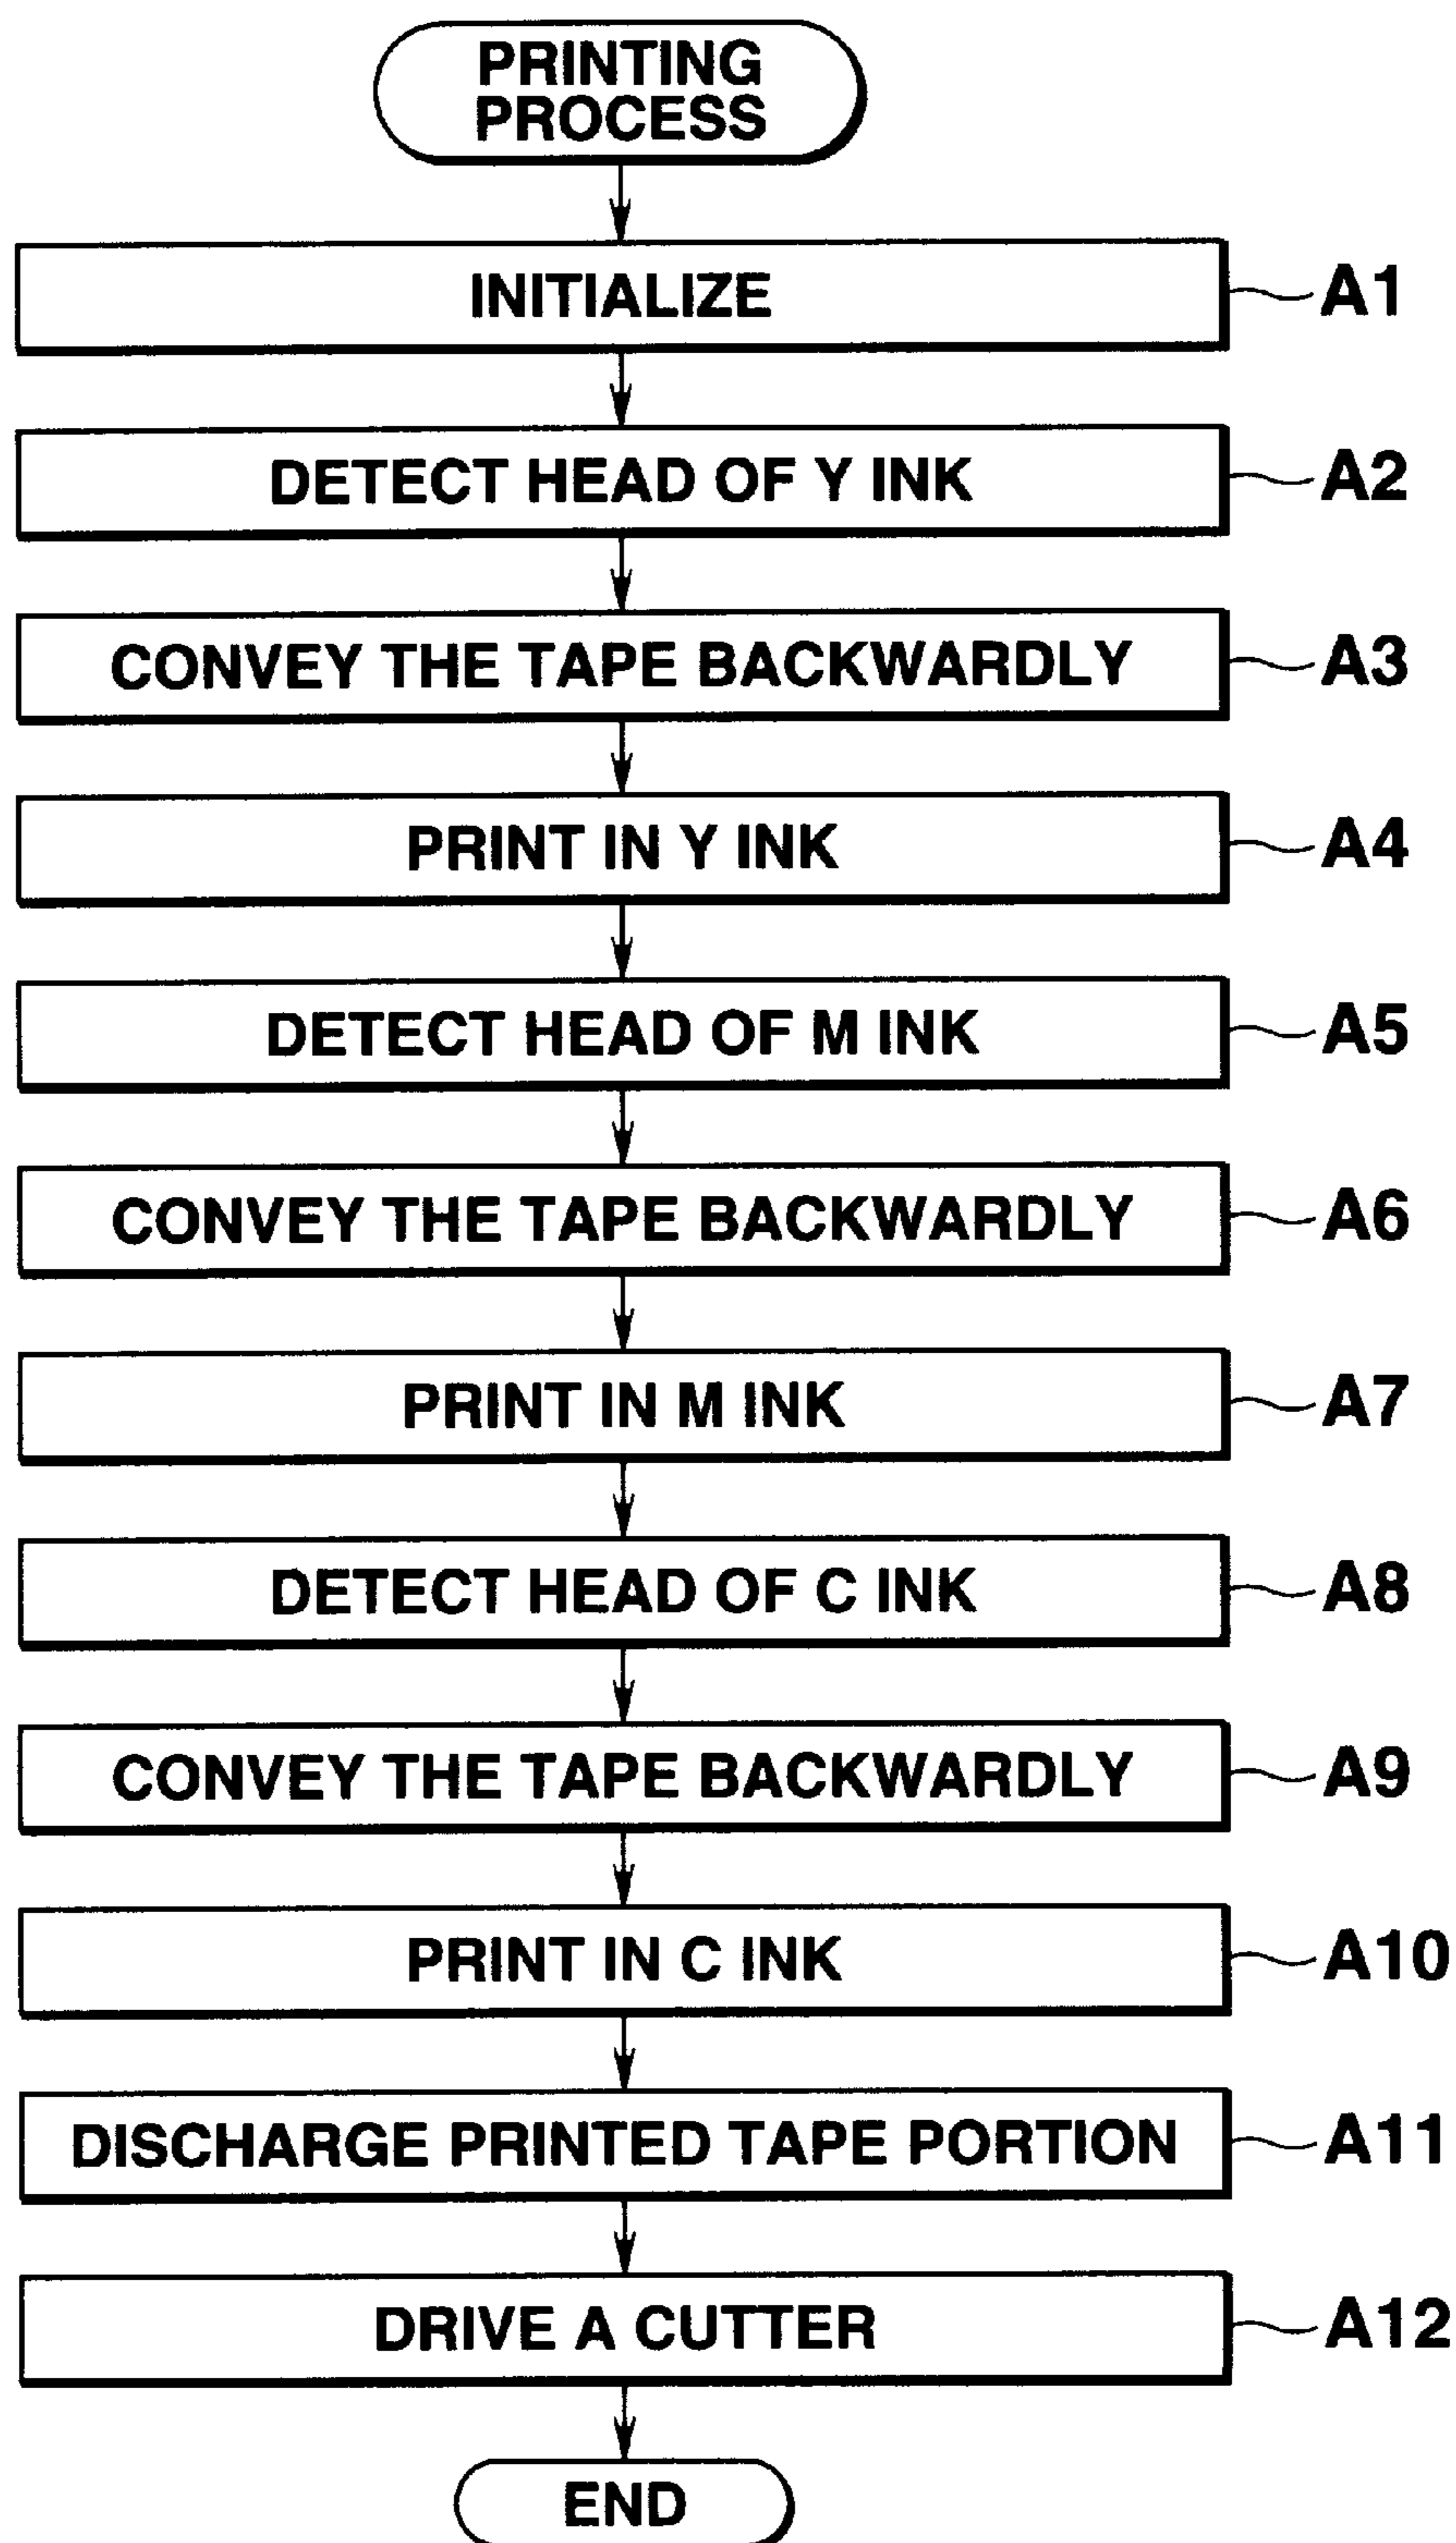 PRINTING
PROCESS
INITIALIZE A1
DETECT HEAD OF Y INK A2
CONVEY THE TAPE BACKWARDLY A3
PRINT IN Y INK A4
DETECT HEAD OF M INK A5
CONVEY THE TAPE BACKWARDLY A6
PRINT IN M INK A7
DETECT HEAD OF C INK A8
CONVEY THE TAPE BACKWARDLY A9
PRINT IN C INK A10
DISCHARGE PRINTED TAPE PORTION A11
DRIVE A CUTTER A12
END